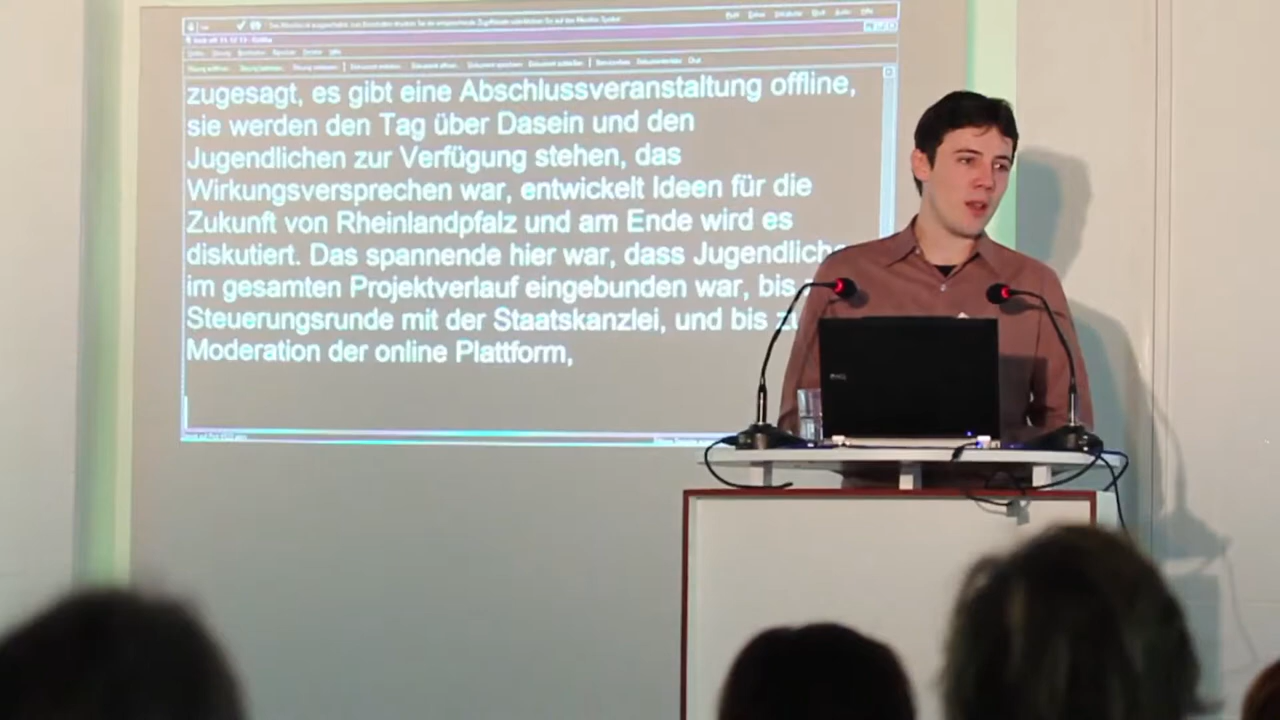 zugesagt, es gibt eine Abschlussveranstaltung offline,
sie werden den Tag über Dasein und den
Jugendlichen zur Verfügung stehen, das
Wirkungsversprechen war, entwickelt Ideen für die
Zukunft von Rheinlandpfalz und am Ende wird es
diskutiert. Das spannende hier war, dass Jugendliche
im gesamten Projektverlauf eingebunden war, bis
Steuerungsrunde mit der Staatskanzlei, und bis zu
Moderation der online Plattform,